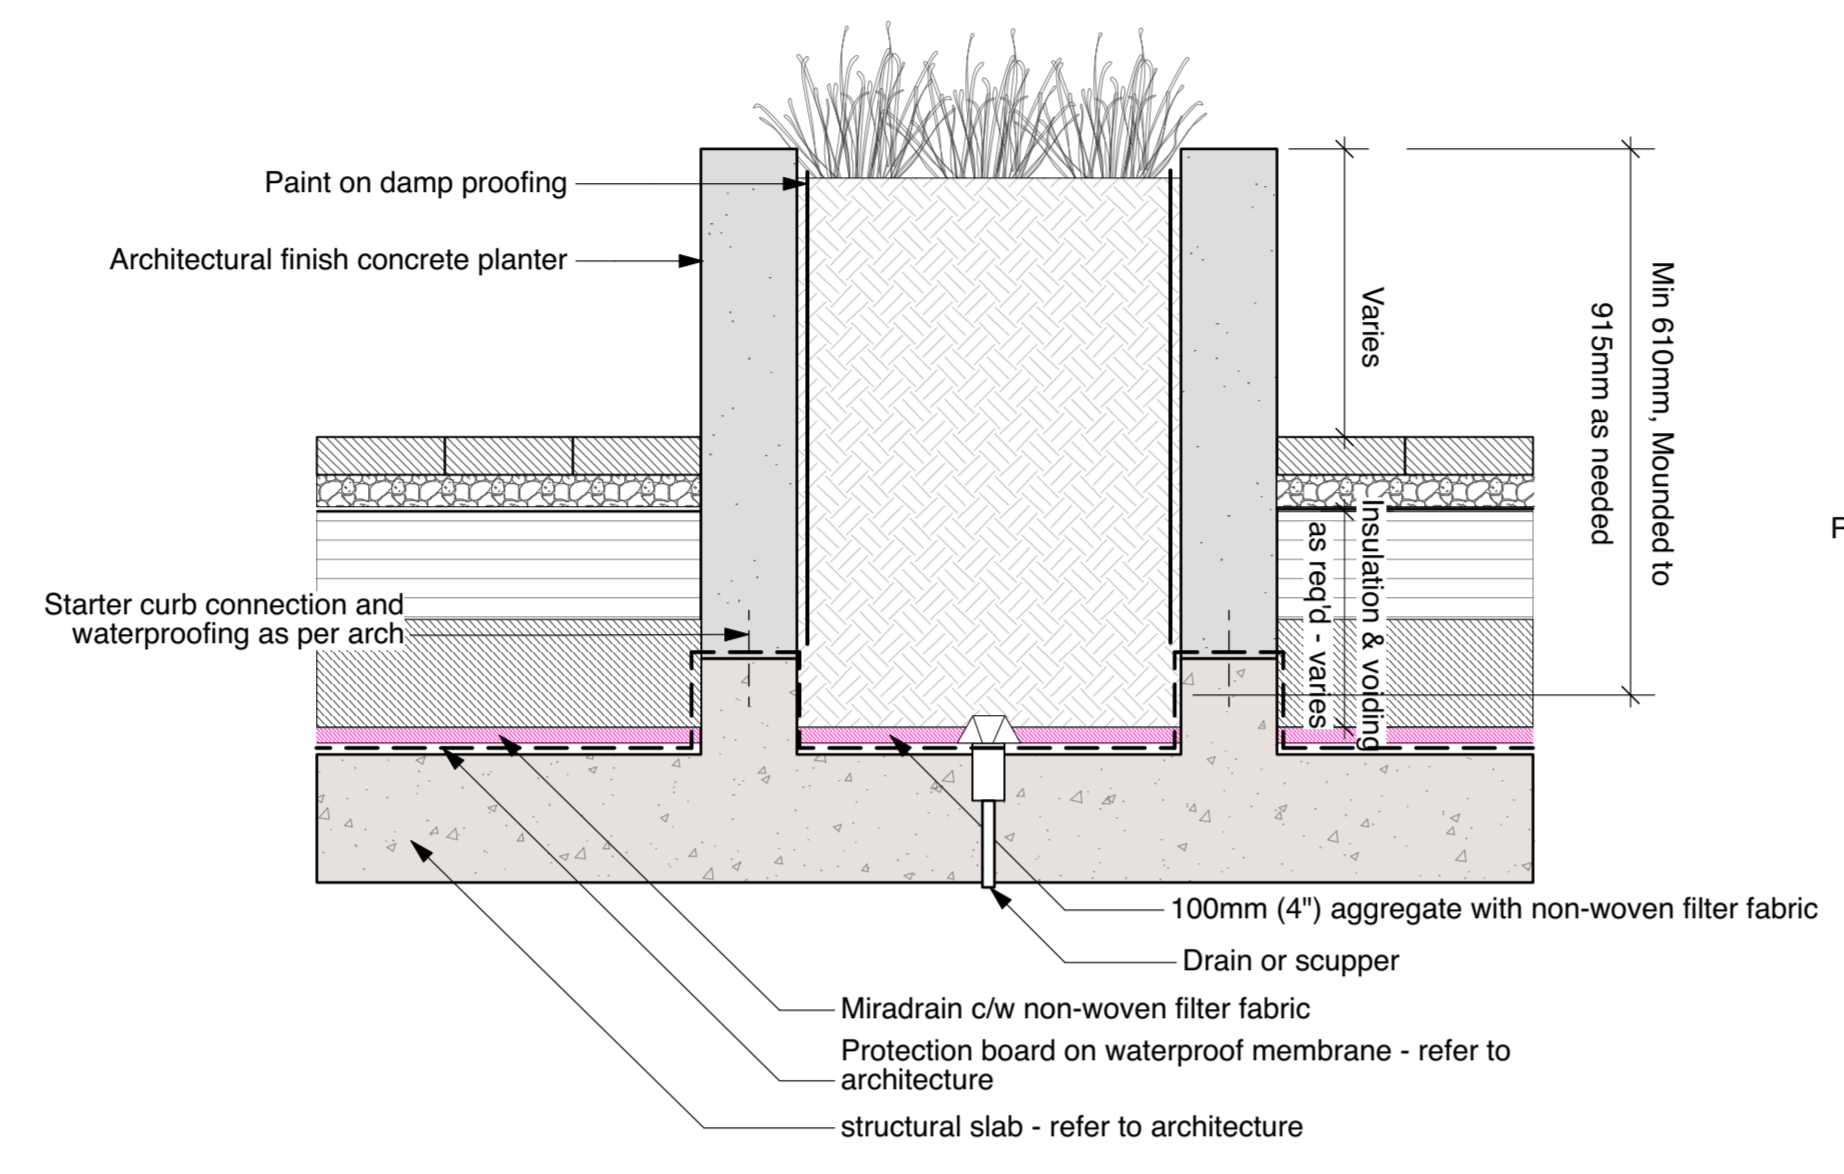 Paint on damp proofing
Architectural finish concrete planter
Starter curb connection and
waterproofing as per arch
Varies
Min 610mm, Mounded to
915mm as needed
Insulation & voiding
as req'd - varies
100mm (4") aggregate with non-woven filter fabric
Drain or scupper
Miradrain c/w non-woven filter fabric
Protection board on waterproof membrane - refer to
architecture
structural slab - refer to architecture